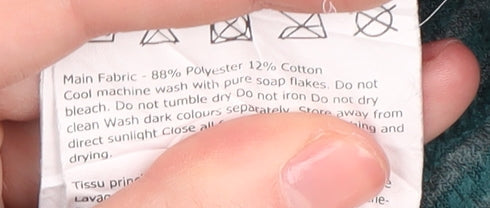 Main Fabric - 88% Polyester 12% Cotton
Cool machine wash with pure soap flakes. Do not
bleach. Do not tumble dry Do not iron Do not dry
clean Wash dark colours separately. Store away from
direct sunlight Close all and
drying.
Tissu